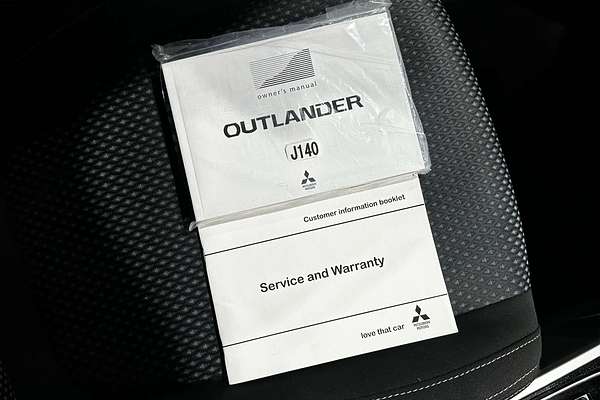 owner's manual
OUTLANDER
J140
MITSUBISHI
MOTORS
Customer information booklet
Service and Warranty
love that car
MITSUBISHI
MOTORS